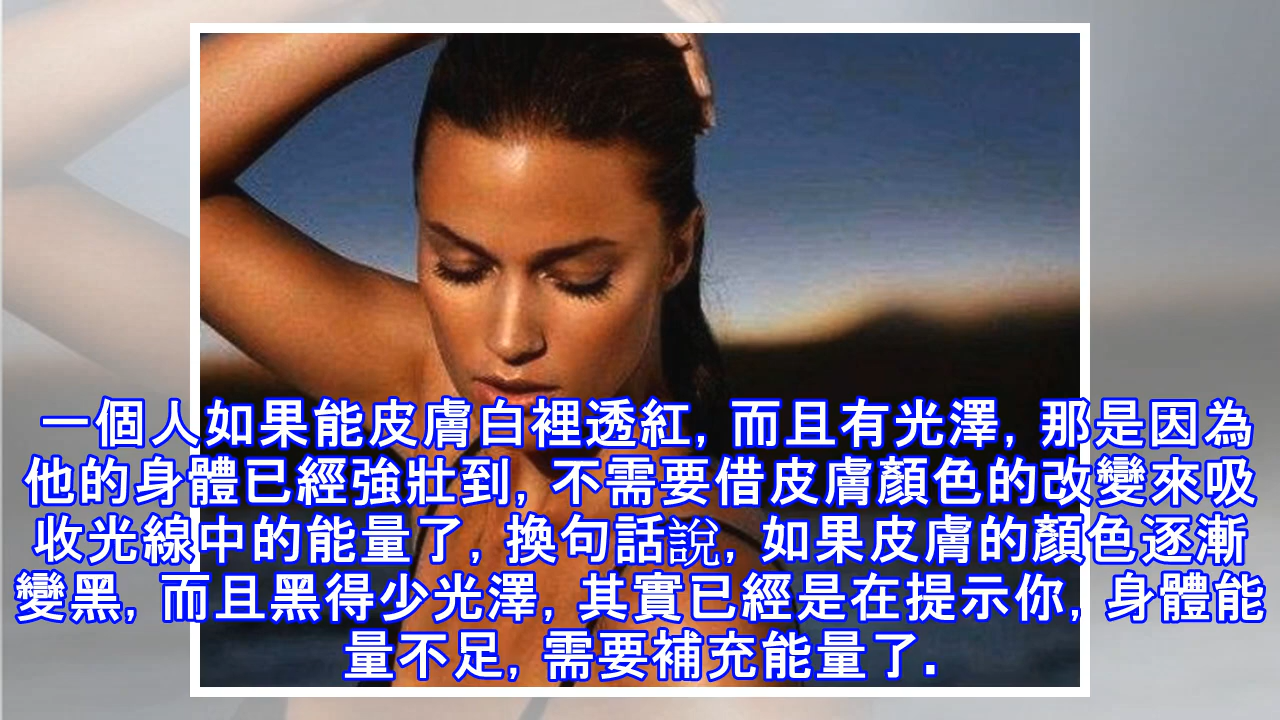 一個人如果能皮膚白裡透紅, 而且有光澤, 那是因為
他的身體已經強壯到, 不需要借皮膚顏色的改變來吸
收光線中的能量了, 換句話說, 如果皮膚的顏色逐漸
變黑, 而且黑得少光澤, 其實已經是在提示你, 身體能
量不足, 需要補充能量了.